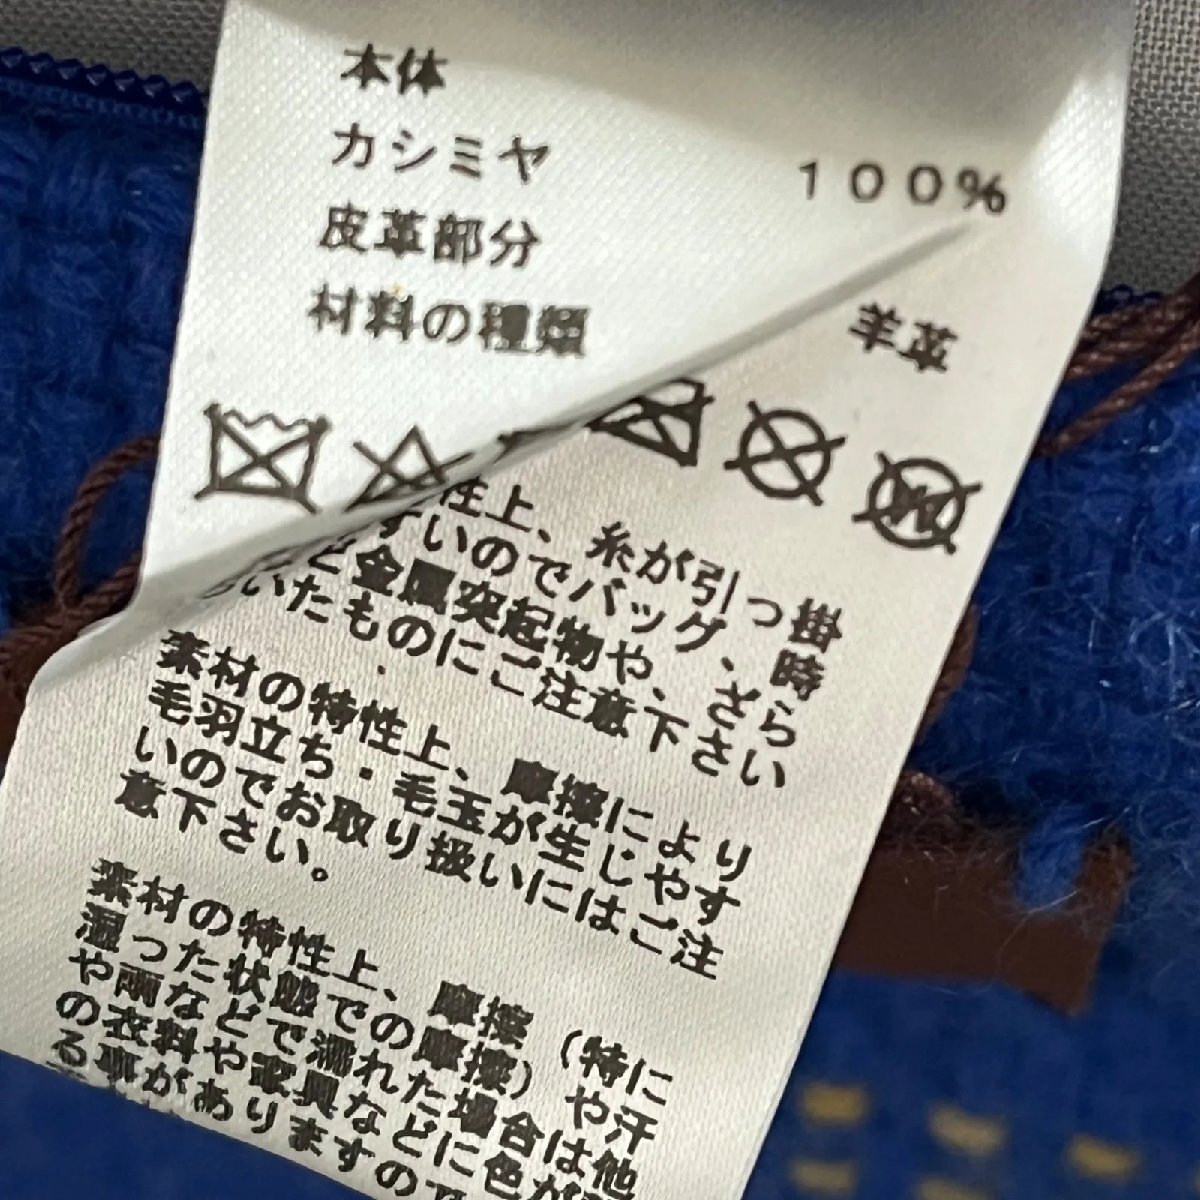 本体
カシミヤ 100%
皮革部分
材料の種類 羊革
性上、糸が引っ掛
すいのでバッグ、時
ど金属突起物や、ざら
いたものにご注意下さい
素材の特性上、摩擦により
毛羽立ち・毛玉が生じやす
いのでお取り扱いにはご注
意下さい。
素材の特性上、摩擦（特に
湿った状態での摩擦）や汗
や雨などで濡れた場合は他
の衣料や家具などに色が
る事がありますので